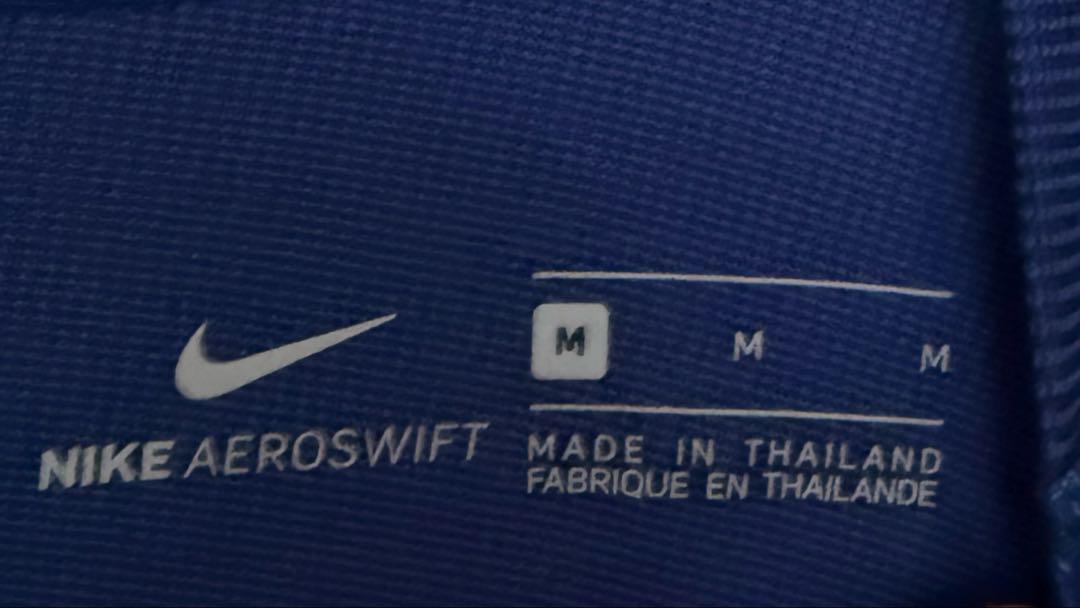 NIKE AEROSWIFT
M M M
MADE IN THAILAND
FABRIQUE EN THAILANDE